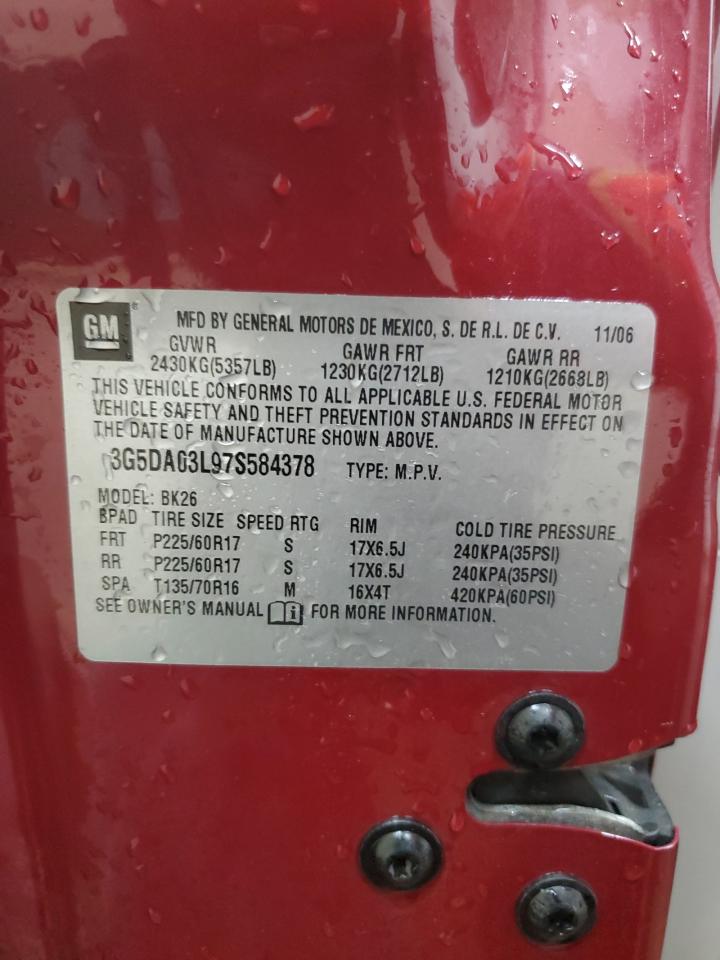 GM® MFD BY GENERAL MOTORS DE MEXICO, S. DE R.L. DE C.V. 11/06
GVWR GAWR FRT GAWR RR
2430KG(5357LB) 1230KG(2712LB) 1210KG(2668LB)
THIS VEHICLE CONFORMS TO ALL APPLICABLE U.S. FEDERAL MOTOR
VEHICLE SAFETY AND THEFT PREVENTION STANDARDS IN EFFECT ON
THE DATE OF MANUFACTURE SHOWN ABOVE.
3G5DA03L97S584378 TYPE: M.P.V.
MODEL: BK26
BPAD TIRE SIZE SPEED RTG RIM COLD TIRE PRESSURE
FRT P225/60R17 S 17X6.5J 240KPA(35PSI)
RR P225/60R17 S 17X6.5J 240KPA(35PSI)
SPA T135/70R16 M 16X4T 420KPA(60PSI)
SEE OWNER'S MANUAL FOR MORE INFORMATION.